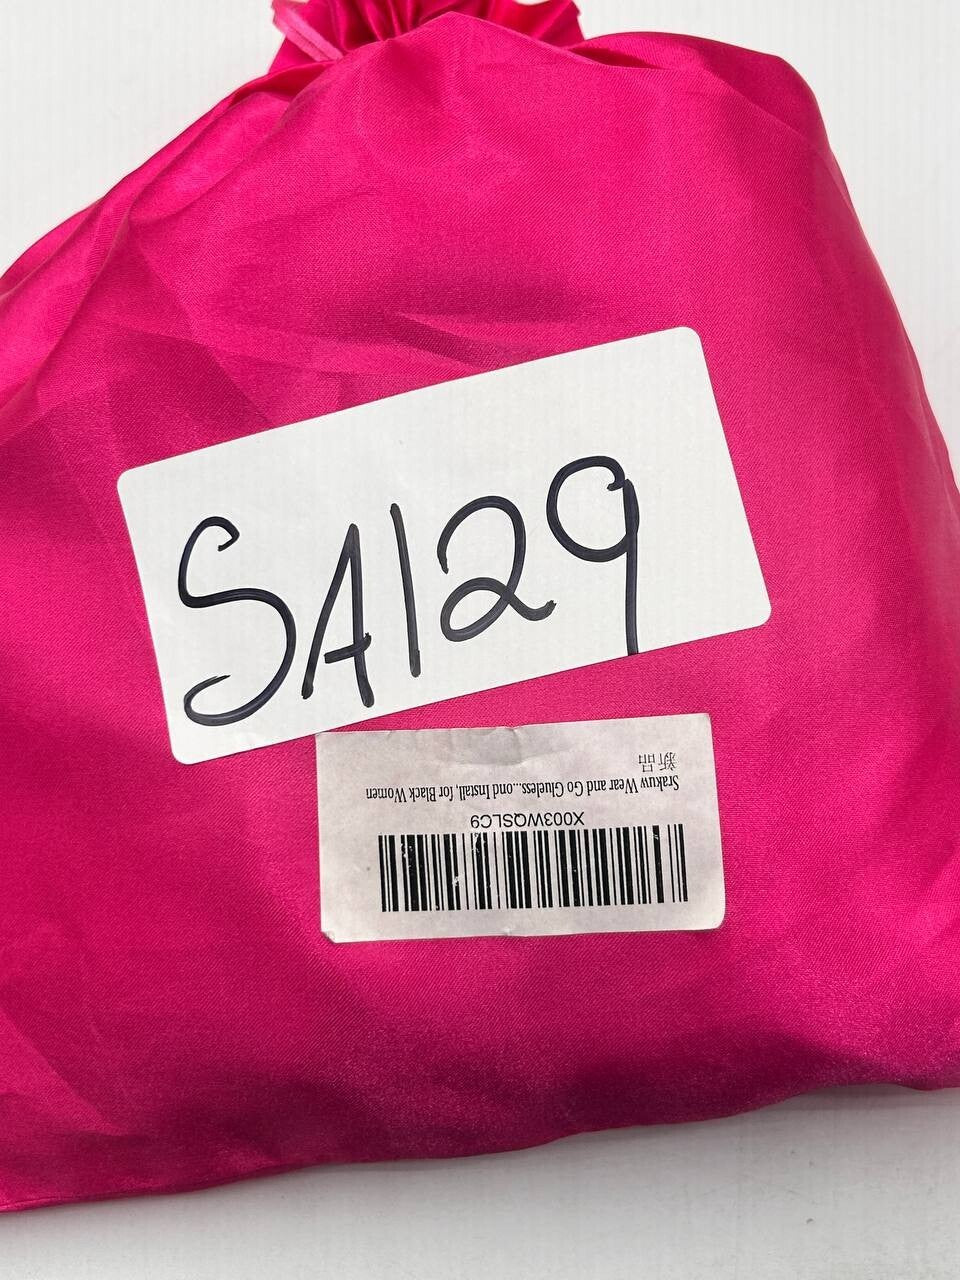 SA129
X003WQSLC9
Srakuw Wear and Go Glueless...ond Install, for Black Women
新品